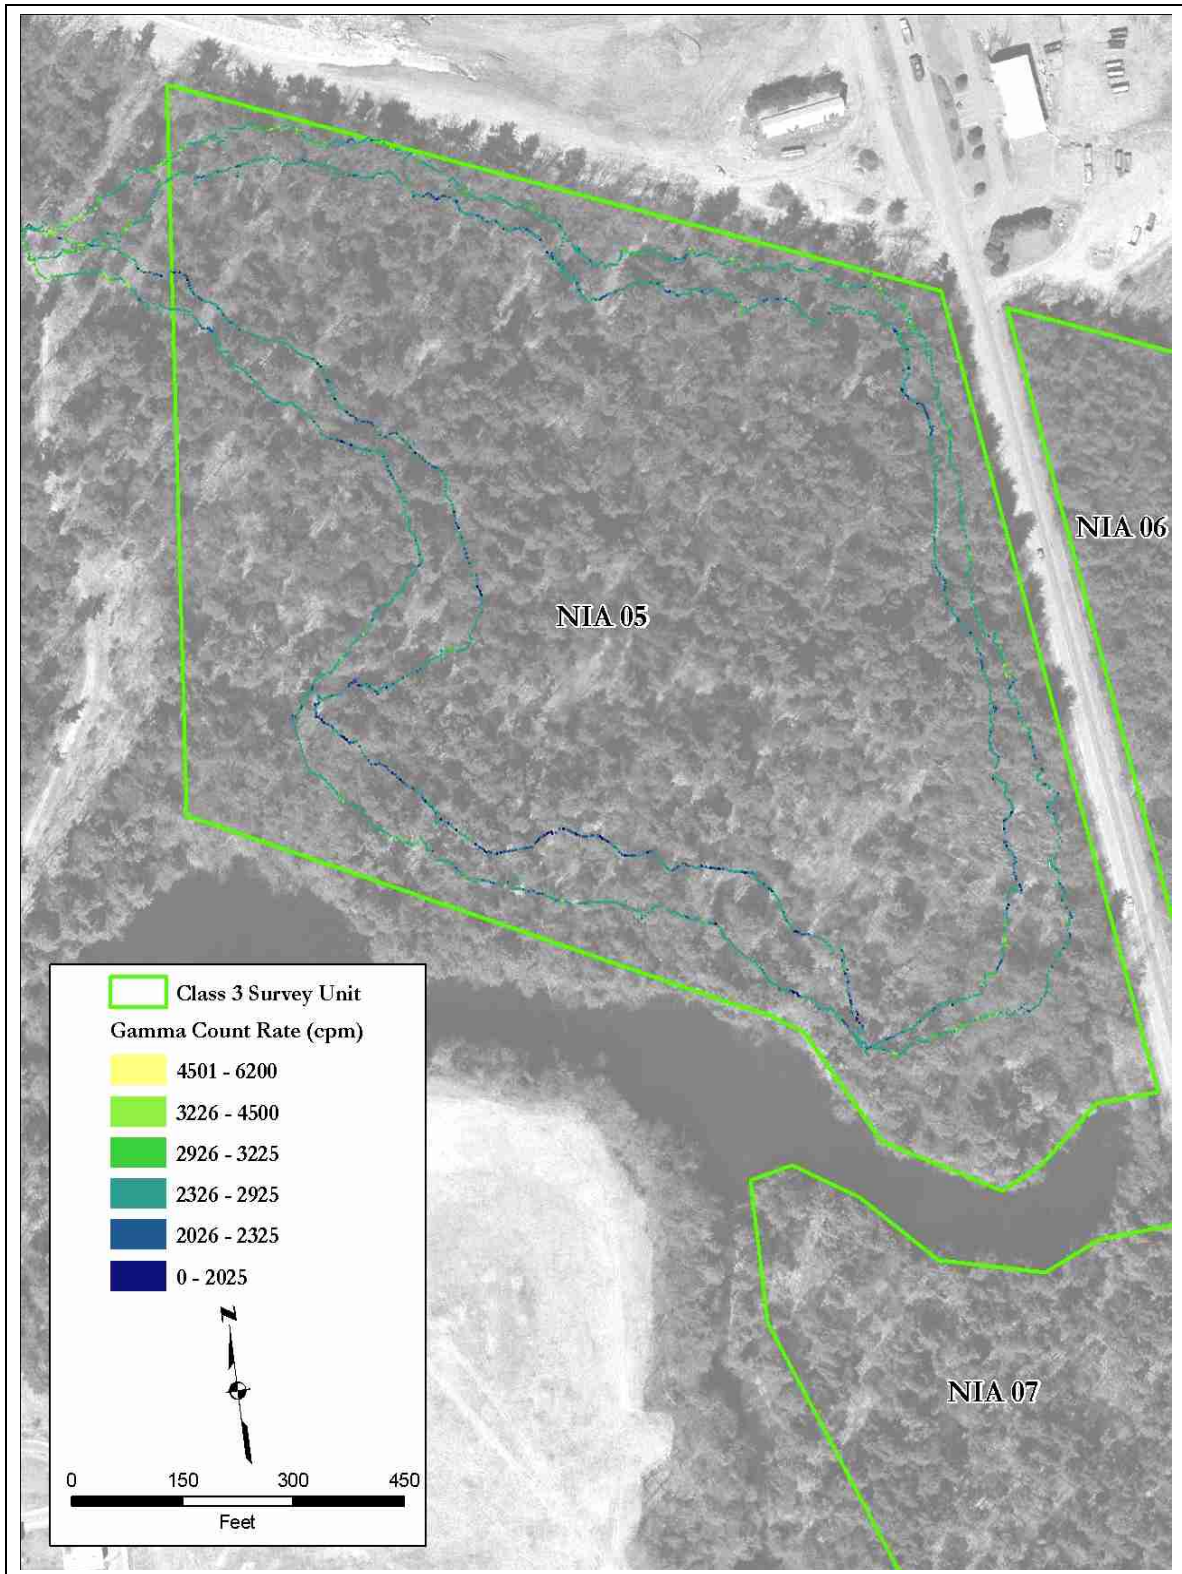 NIA 06
NIA 05
Class 3 Survey Unit
Gamma Count Rate (cpm)
4501 - 6200
3226 - 4500
2926 - 3225
2326 - 2925
2026 - 2325
0 - 2025
N
NIA 07
0 150 300 450
Feet